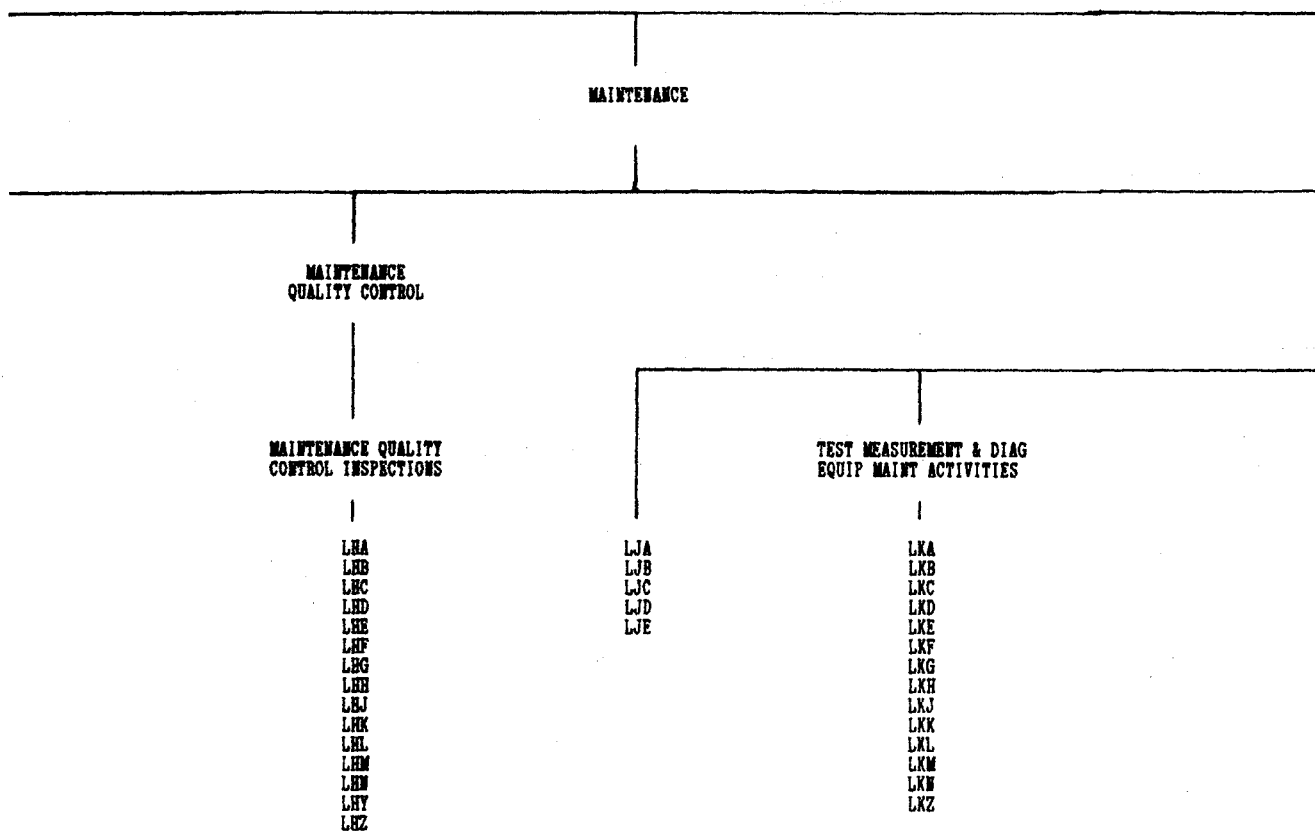 MAINTENANCE
MAINTENANCE
QUALITY CONTROL
MAINTENANCE QUALITY
CONTROL INSPECTIONS
TEST MEASUREMENT & DIAG
EQUIP MAINT ACTIVITIES
LHA
LHB
LHC
LHD
LHE
LHF
LHG
LHH
LHJ
LHK
LHL
LHM
LHN
LHY
LHZ
LJA
LJB
LJC
LJD
LJE
LKA
LKB
LKC
LKD
LKE
LKF
LKG
LKH
LKJ
LKK
LKL
LKM
LKN
LKZ